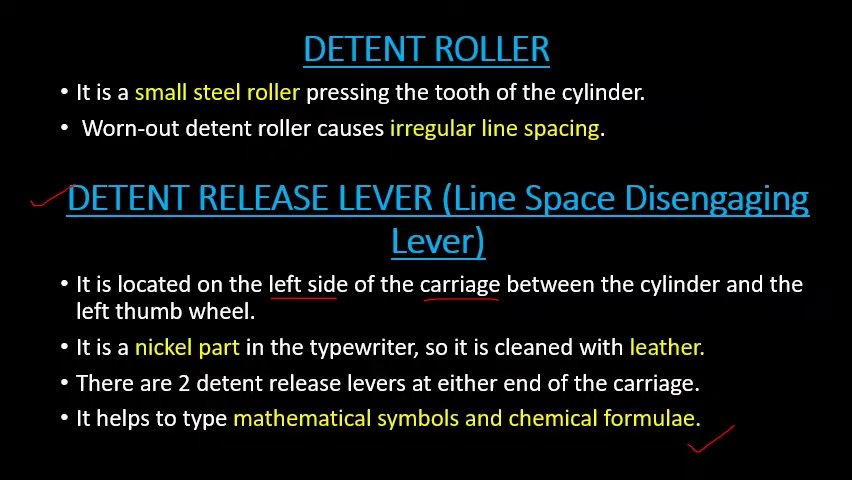 DETENT ROLLER
• It is a small steel roller pressing the tooth of the cylinder.
• Worn-out detent roller causes irregular line spacing.
DETENT RELEASE LEVER (Line Space Disengaging
Lever)
• It is located on the left side of the carriage between the cylinder and the
left thumb wheel.
• It is a nickel part in the typewriter, so it is cleaned with leather.
• There are 2 detent release levers at either end of the carriage.
• It helps to type mathematical symbols and chemical formulae.